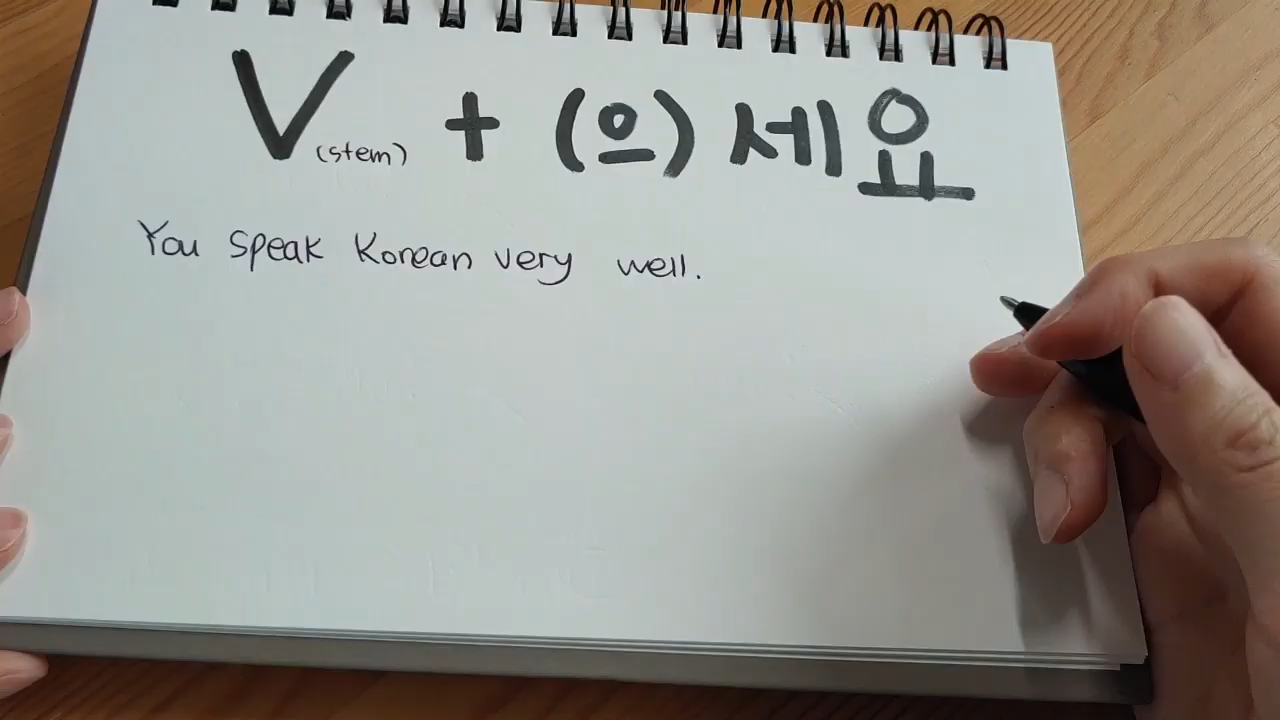 V (stem) + (으) 세요
You speak Korean very well.